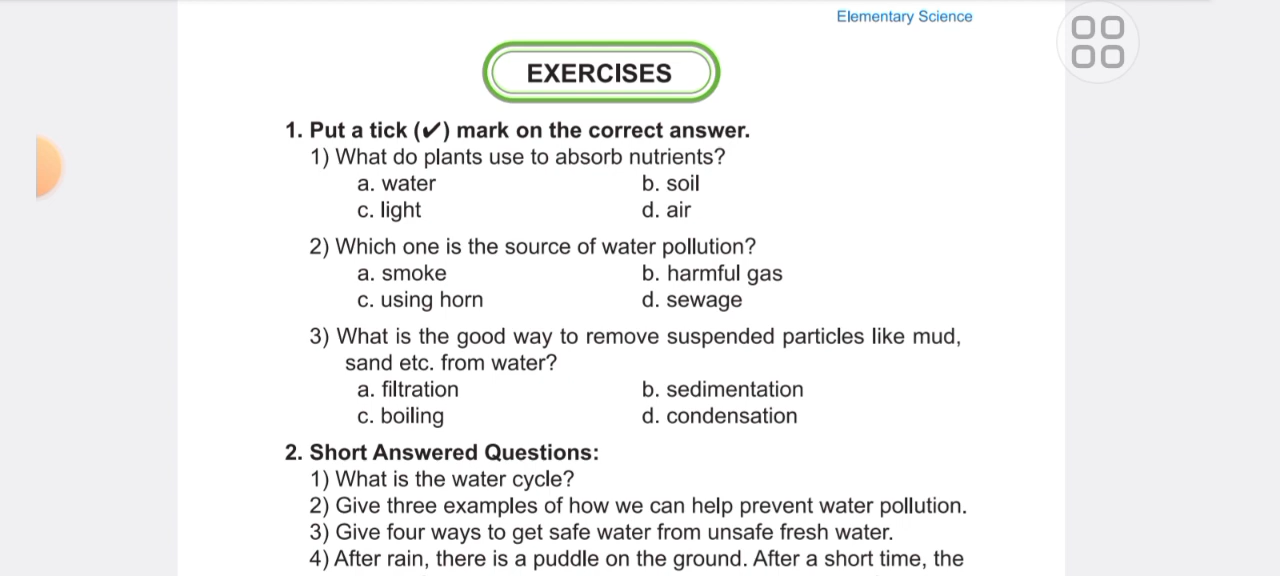 Elementary Science
EXERCISES
1. Put a tick (✔) mark on the correct answer.
1) What do plants use to absorb nutrients?
a. water b. soil
c. light d. air
2) Which one is the source of water pollution?
a. smoke b. harmful gas
c. using horn d. sewage
3) What is the good way to remove suspended particles like mud,
sand etc. from water?
a. filtration b. sedimentation
c. boiling d. condensation
2. Short Answered Questions:
1) What is the water cycle?
2) Give three examples of how we can help prevent water pollution.
3) Give four ways to get safe water from unsafe fresh water.
4) After rain, there is a puddle on the ground. After a short time, the